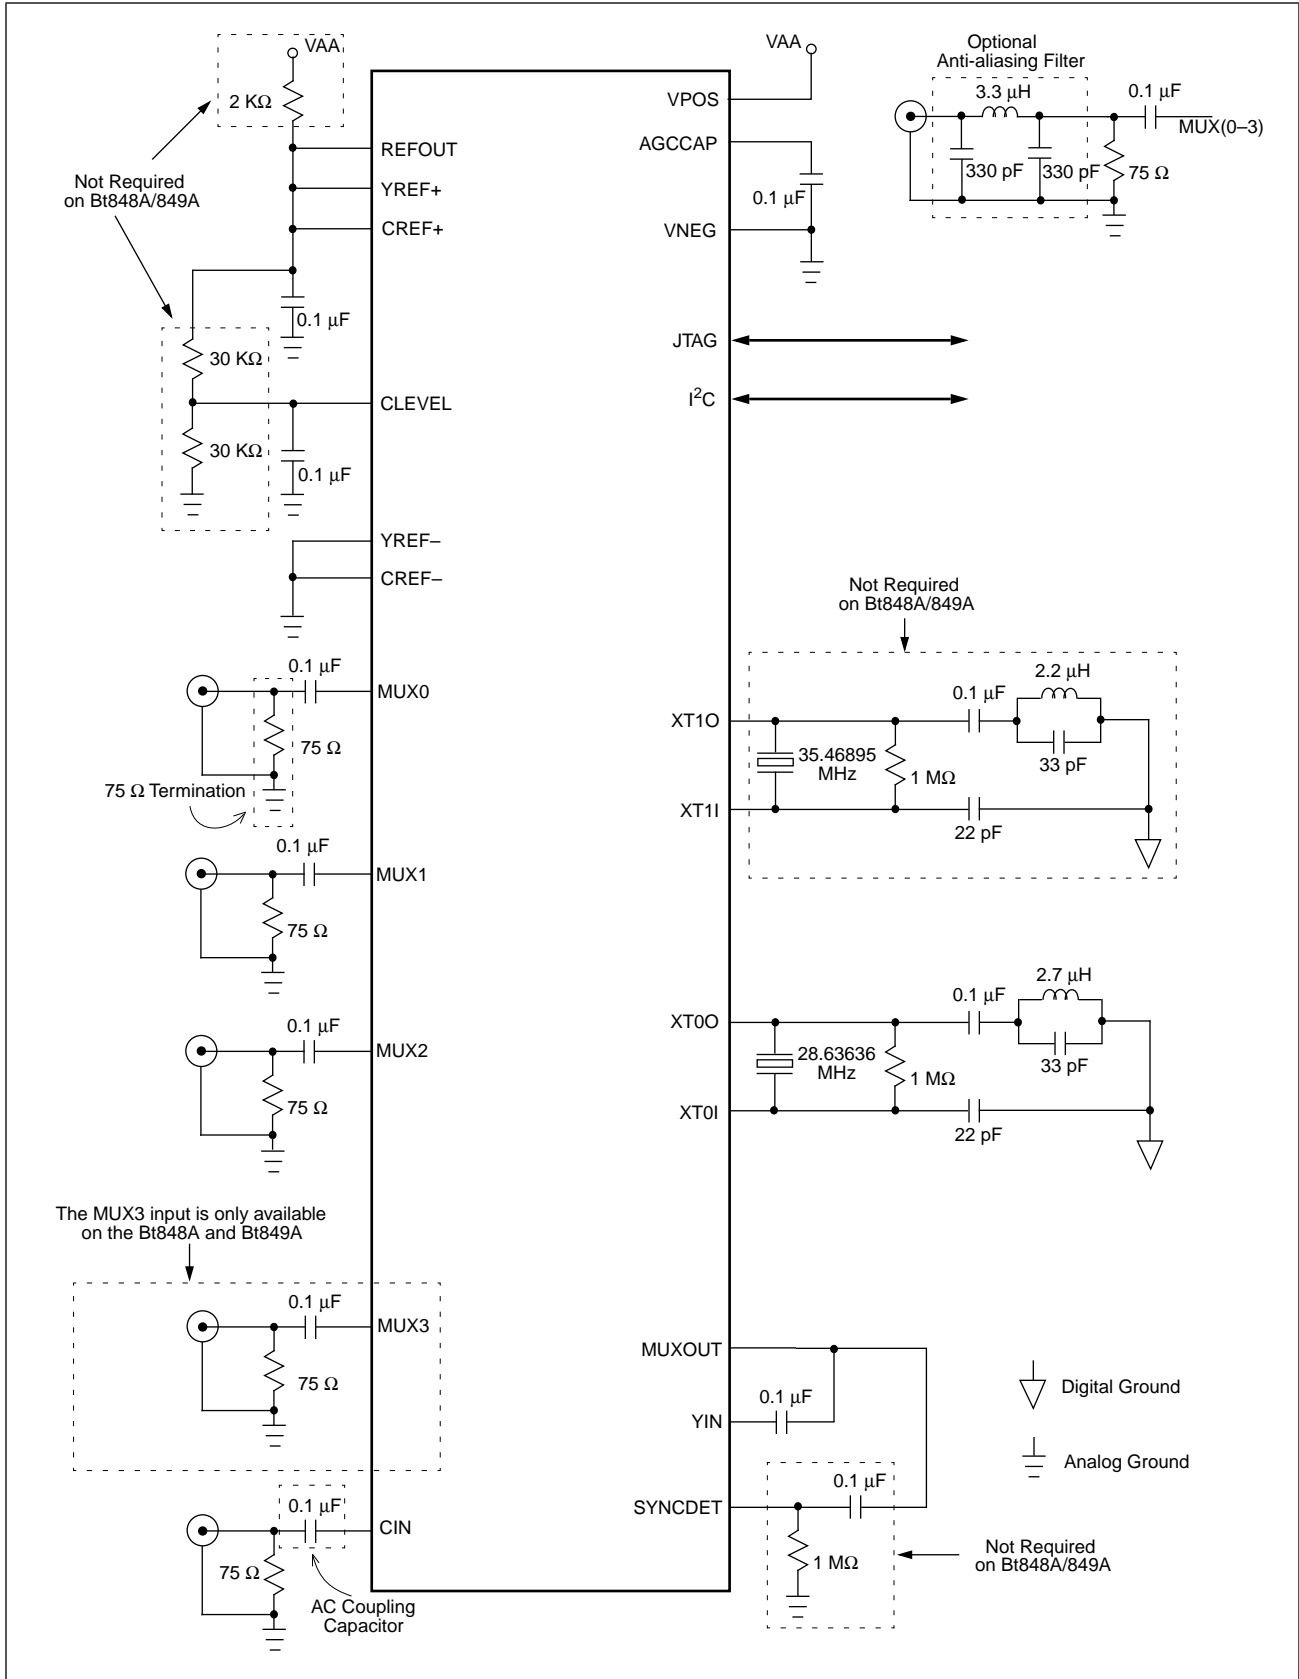 VAA
2 KΩ
Not Required
on Bt848A/849A
REFOUT
YREF+
CREF+
0.1 μF
30 KΩ
CLEVEL
30 KΩ
0.1 μF
YREF–
CREF–
0.1 μF
MUX0
75 Ω
75 Ω Termination
0.1 μF
MUX1
75 Ω
0.1 μF
MUX2
75 Ω
The MUX3 input is only available
on the Bt848A and Bt849A
0.1 μF
MUX3
75 Ω
0.1 μF
CIN
75 Ω
AC Coupling
Capacitor
VAA
VPOS
AGCCAP
0.1 μF
VNEG
JTAG
I²C
Optional
Anti-aliasing Filter
3.3 μH
0.1 μF
MUX(0–3)
330 pF
330 pF
75 Ω
Not Required
on Bt848A/849A
2.2 μH
0.1 μF
XT1O
35.46895
MHz
1 MΩ
33 pF
XT1I
22 pF
2.7 μH
0.1 μF
XT0O
28.63636
MHz
1 MΩ
33 pF
XT0I
22 pF
MUXOUT
0.1 μF
YIN
0.1 μF
SYNCDET
1 MΩ
Not Required
on Bt848A/849A
Digital Ground
Analog Ground